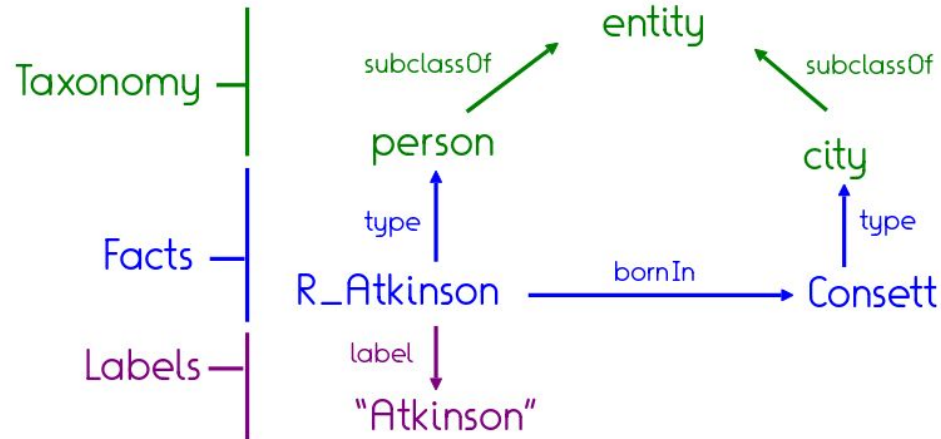 entity
Taxonomy
subclassOf
subclassOf
person
city
type
type
Facts
bornIn
R_Atkinson
Consett
Labels
label
"Atkinson"